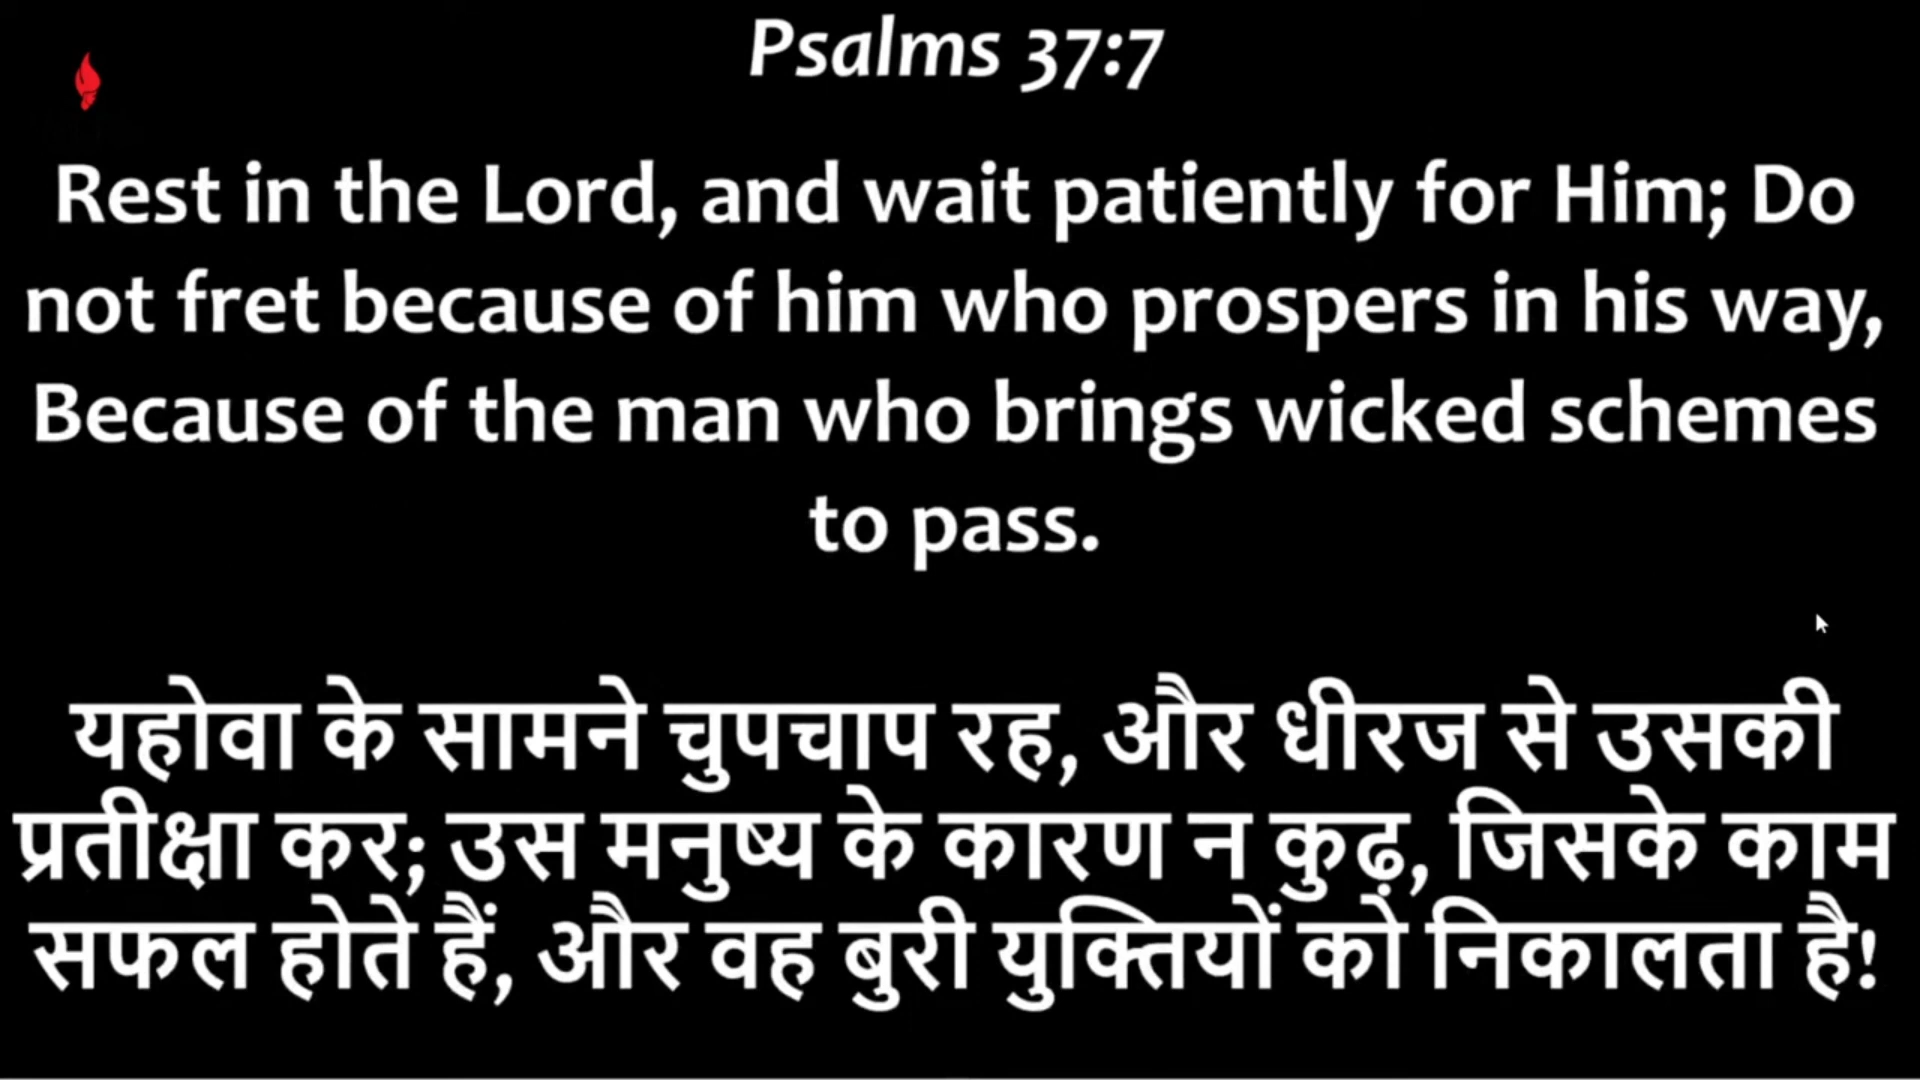 Psalms 37:7
Rest in the Lord, and wait patiently for Him; Do
not fret because of him who prospers in his way,
Because of the man who brings wicked schemes
to pass.
यहोवा के सामने चुपचाप रह, और धीरज से उसकी
प्रतीक्षा कर; उस मनुष्य के कारण न कुढ़, जिसके काम
सफल होते हैं, और वह बुरी युक्तियों को निकालता है!